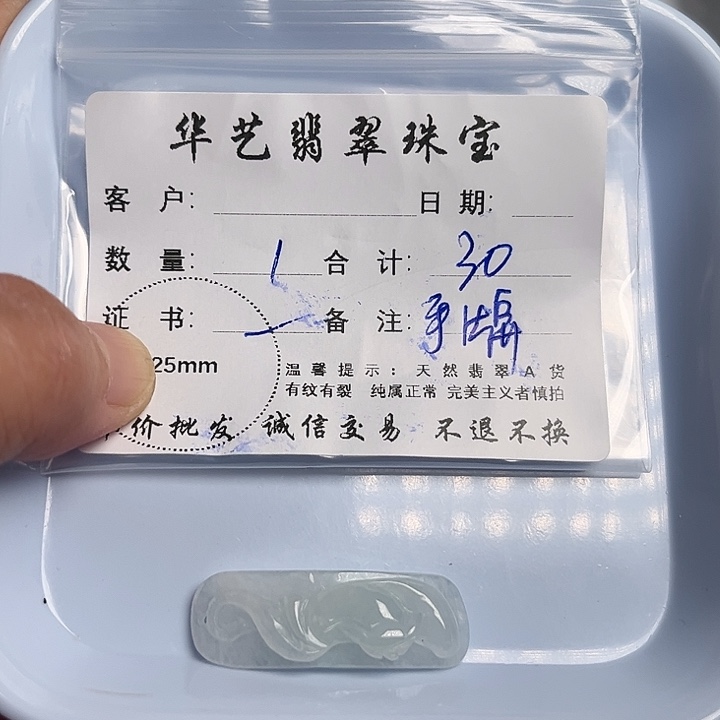 华艺翡翠珠宝
客 户： 日 期：
数 量： 1 合 计： 30
证 书： — 备 注： 手
25mm
温馨提示：天然翡翠A货
有纹有裂 纯属正常 完美主义者慎拍
价批发 诚信交易 不退不换